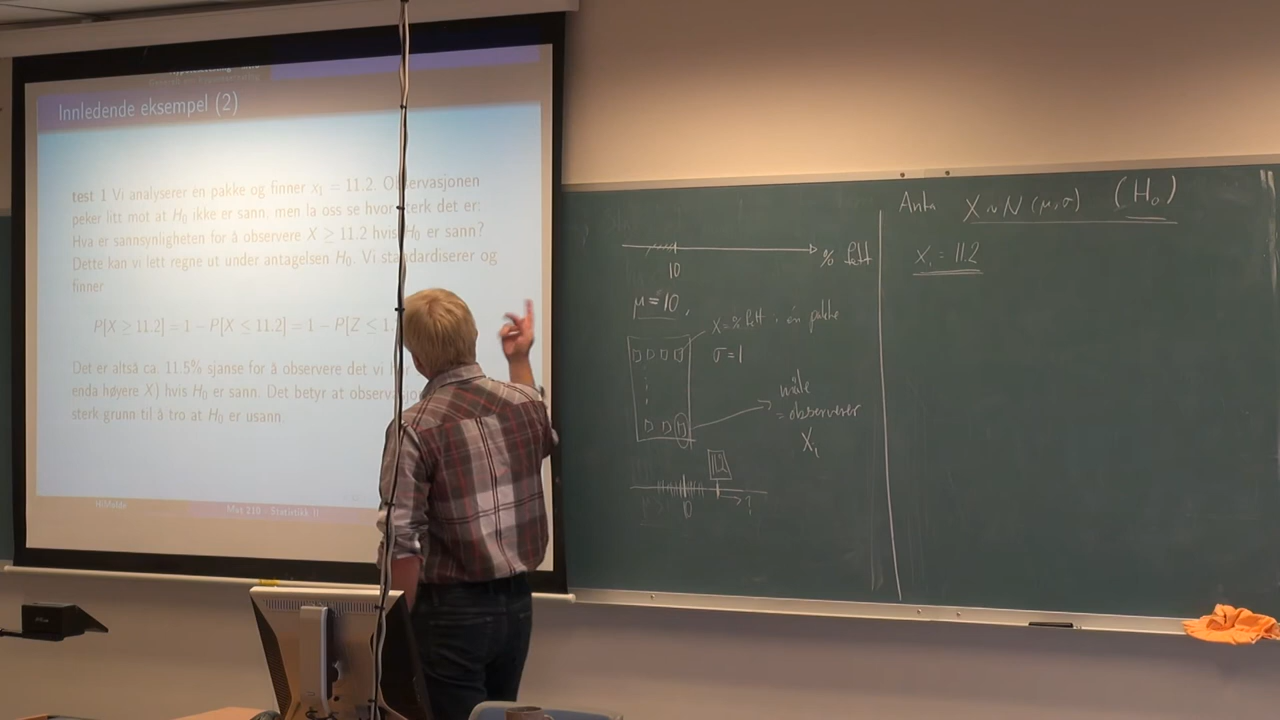 Innledende eksempel (2)
test 1 Vi analyserer en pakke og finner x₁ = 11.2. Observasjonen
peker litt mot at H₀ ikke er sann, men la oss se hvor sterk det er:
Hva er sannsynligheten for å observere X ≥ 11.2 hvis H₀ er sann?
Dette kan vi lett regne ut under antagelsen H₀. Vi standardiserer og
finner
P[X ≥ 11.2] = 1 − P[X ≤ 11.2] = 1 − P[Z ≤ 1.
Det er altså ca. 11.5% sjanse for å observere det vi
enda høyere X) hvis H₀ er sann. Det betyr at
sterk grunn til å tro at H₀ er usann.
HiMolde
Mat 210 - Statistikk II
% fett
10
μ=10,
X=% fett i én pakke
σ=1
måle
=observerer
X₁
11.2
10
?
Anta X~N(μ,σ) (H₀)
X₁ = 11.2